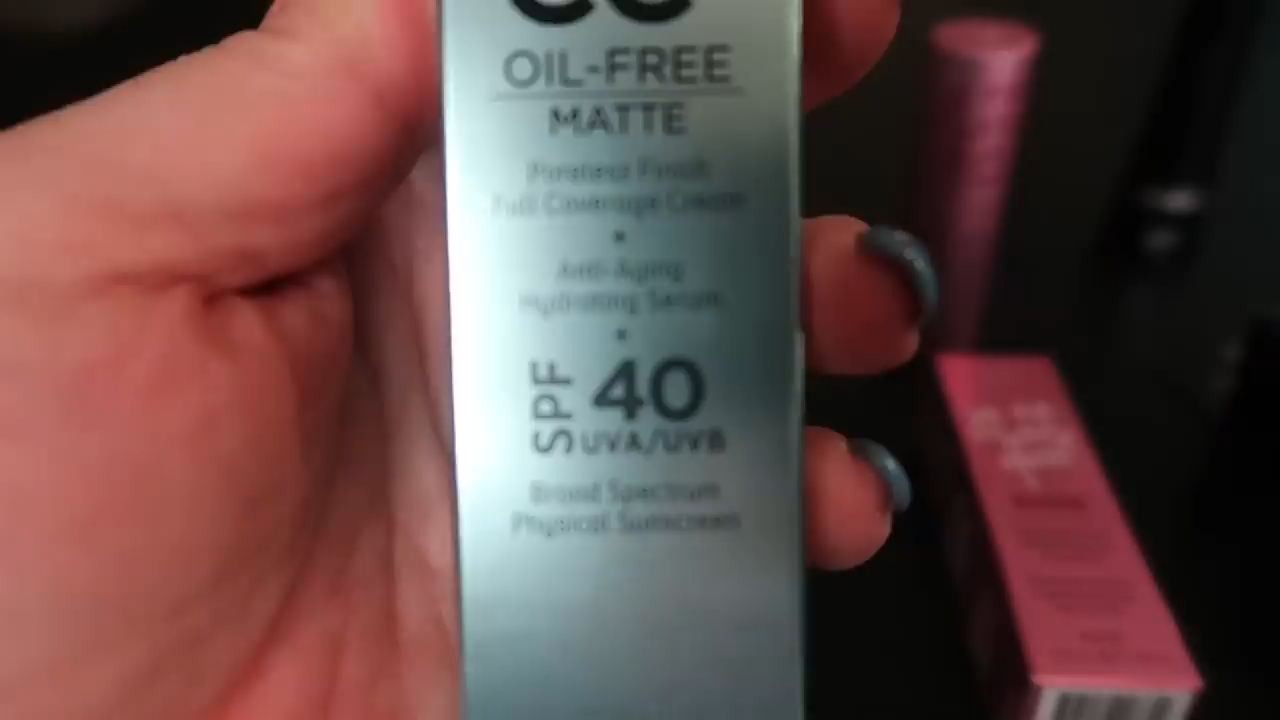 CC
OIL-FREE
MATTE
Poreless Finish
Full Coverage Cream
•
Anti-Aging
Hydrating Serum
•
SPF 40
UVA/UVB
Broad Spectrum
Physical Sunscreen